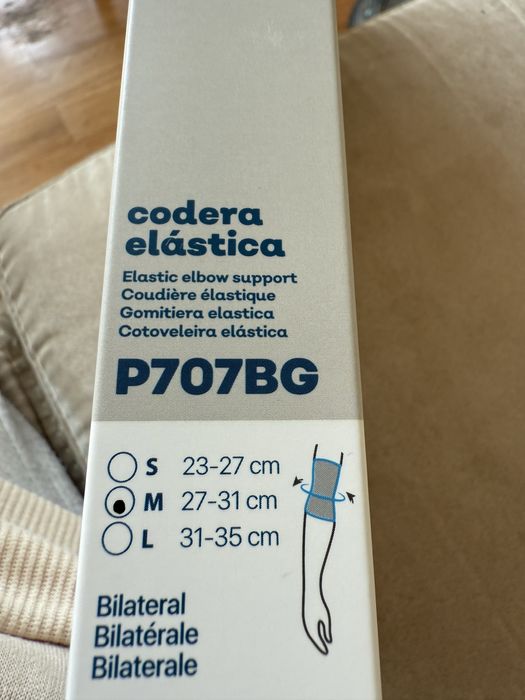 codera
elástica
Elastic elbow support
Coudière élastique
Gomitiera elastica
Cotoveleira elástica
P707BG
S 23-27 cm
M 27-31 cm
L 31-35 cm
Bilateral
Bilatérale
Bilaterale